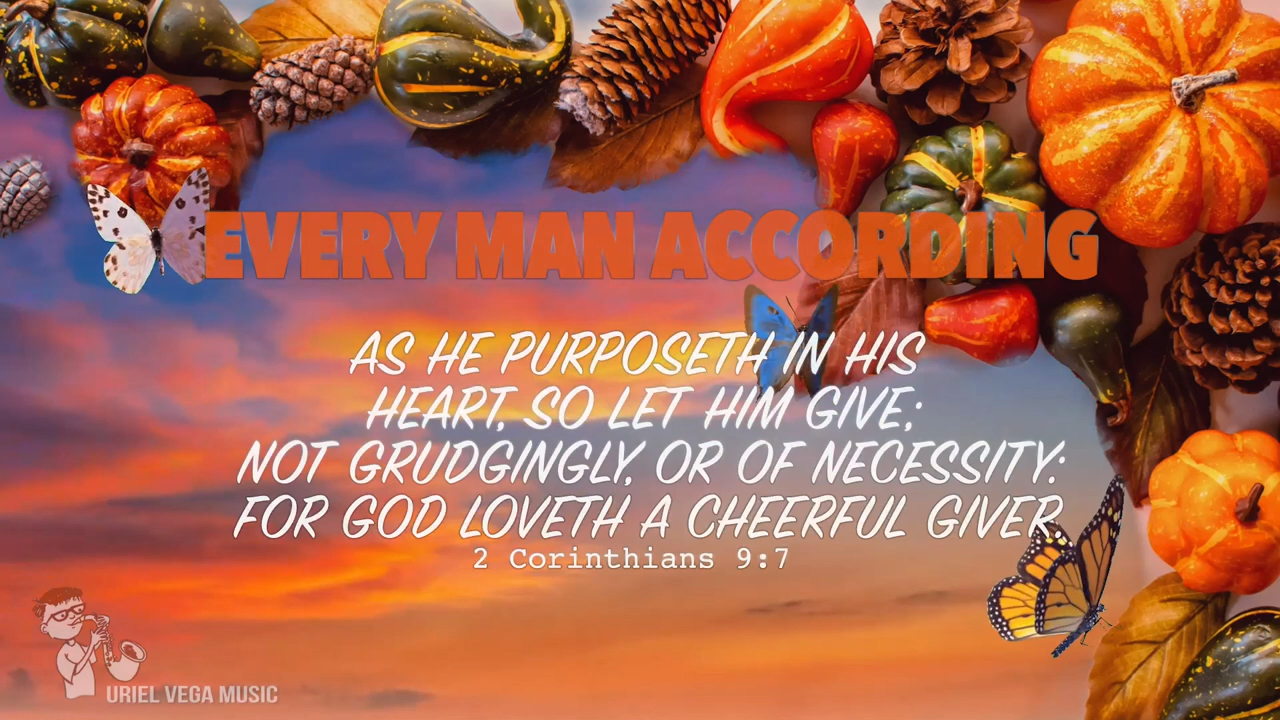 EVERY MAN ACCORDING
AS HE PURPOSETH IN HIS
HEART, SO LET HIM GIVE;
NOT GRUDGINGLY, OR OF NECESSITY:
FOR GOD LOVETH A CHEERFUL GIVER.
2 Corinthians 9:7
URIEL VEGA MUSIC